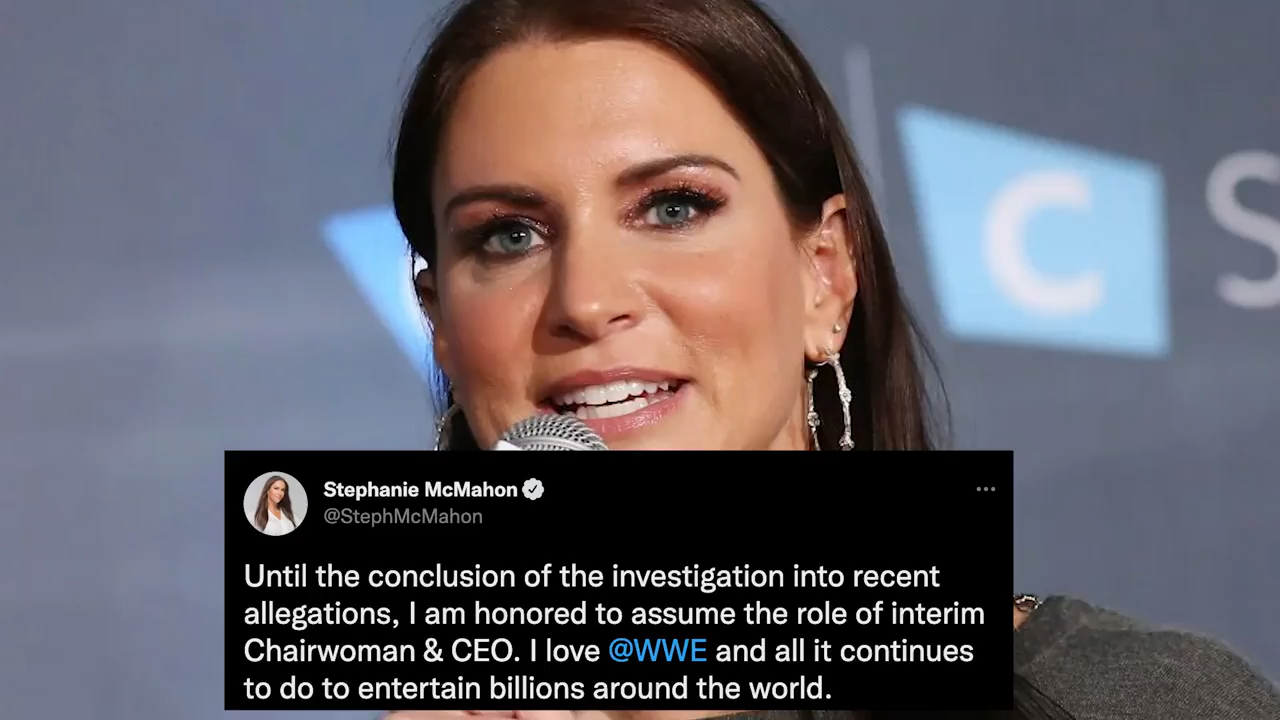 C S
Stephanie McMahon
@StephMcMahon
Until the conclusion of the investigation into recent
allegations, I am honored to assume the role of interim
Chairwoman & CEO. I love @WWE and all it continues
to do to entertain billions around the world.